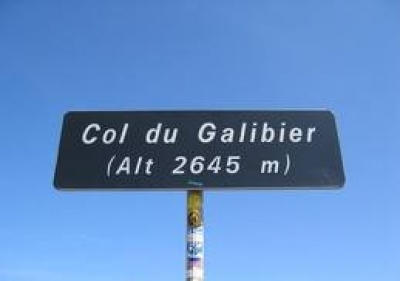 Col du Galibier
(Alt 2645 m)